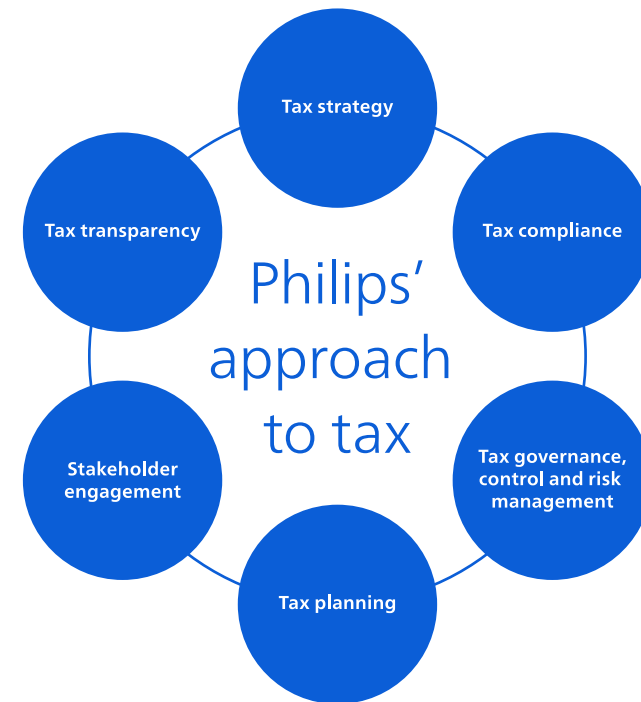 Tax strategy
Tax transparency
Tax compliance
Philips’
approach
to tax
Stakeholder
engagement
Tax governance,
control and risk
management
Tax planning